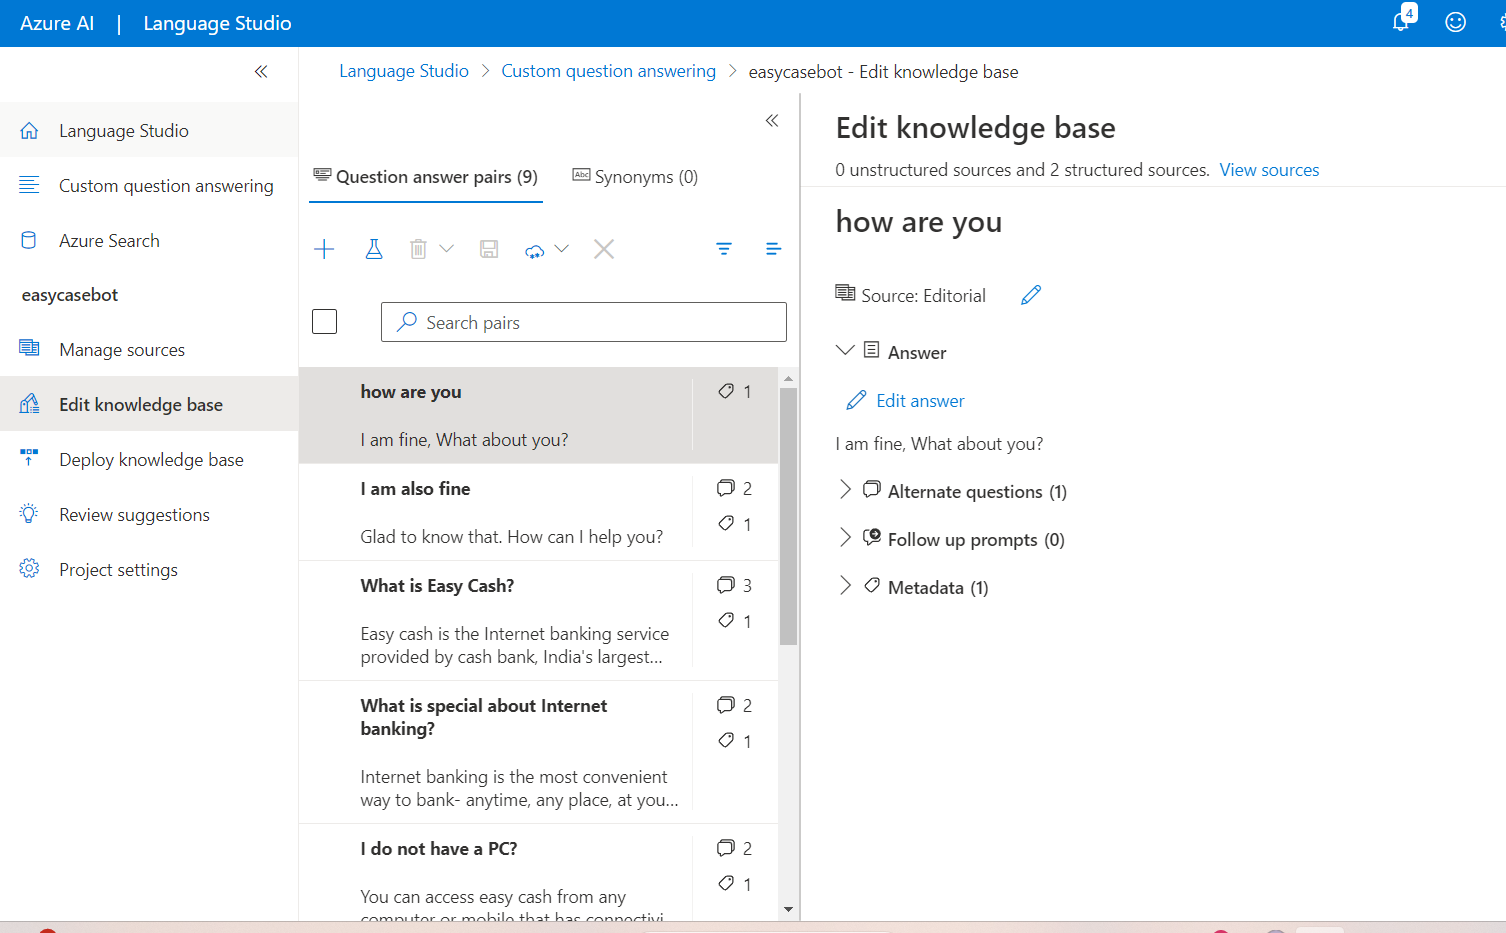 Azure AI | Language Studio
4
Language Studio > Custom question answering > easycasebot - Edit knowledge base
Language Studio
Custom question answering
Azure Search
easycasebot
Manage sources
Edit knowledge base
Deploy knowledge base
Review suggestions
Project settings
Question answer pairs (9)
Abc Synonyms (0)
Search pairs
how are you
1
I am fine, What about you?
I am also fine
2
1
Glad to know that. How can I help you?
What is Easy Cash?
3
1
Easy cash is the Internet banking service
provided by cash bank, India's largest...
What is special about Internet
banking?
2
1
Internet banking is the most convenient
way to bank- anytime, any place, at you...
I do not have a PC?
2
1
You can access easy cash from any
computer or mobile that has connectivi
Edit knowledge base
0 unstructured sources and 2 structured sources. View sources
how are you
Source: Editorial
Answer
Edit answer
I am fine, What about you?
Alternate questions (1)
Follow up prompts (0)
Metadata (1)